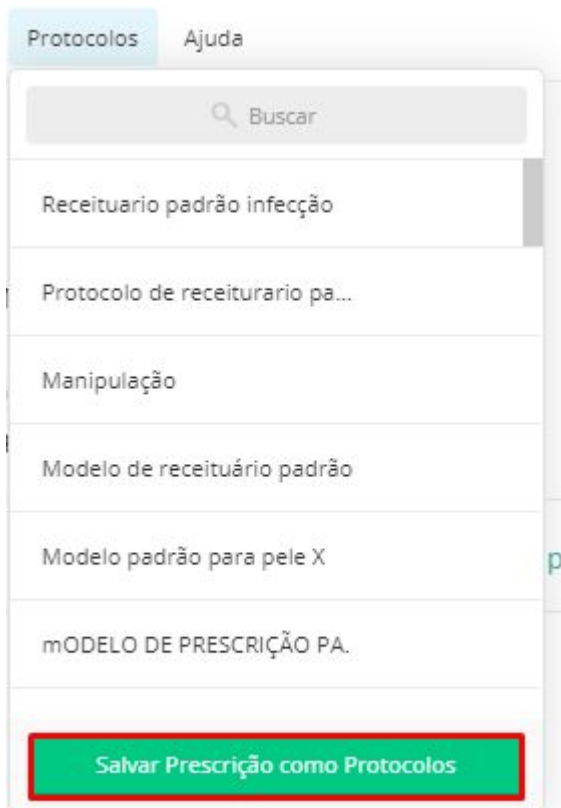 Protocolos Ajuda
Buscar
Receituario padrão infecção
Protocolo de receiturario pa...
Manipulação
Modelo de receituário padrão
Modelo padrão para pele X
mODELO DE PRESCRIÇÃO PA.
Salvar Prescrição como Protocolos